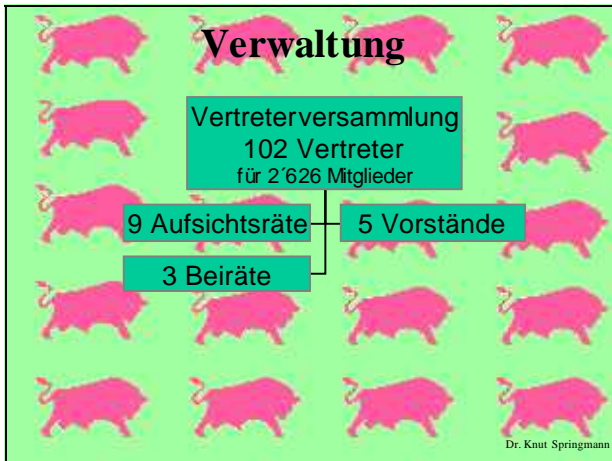 Verwaltung
Vertreterversammlung
102 Vertreter
für 2´626 Mitglieder
9 Aufsichtsräte
5 Vorstände
3 Beiräte
Dr. Knut Springmann